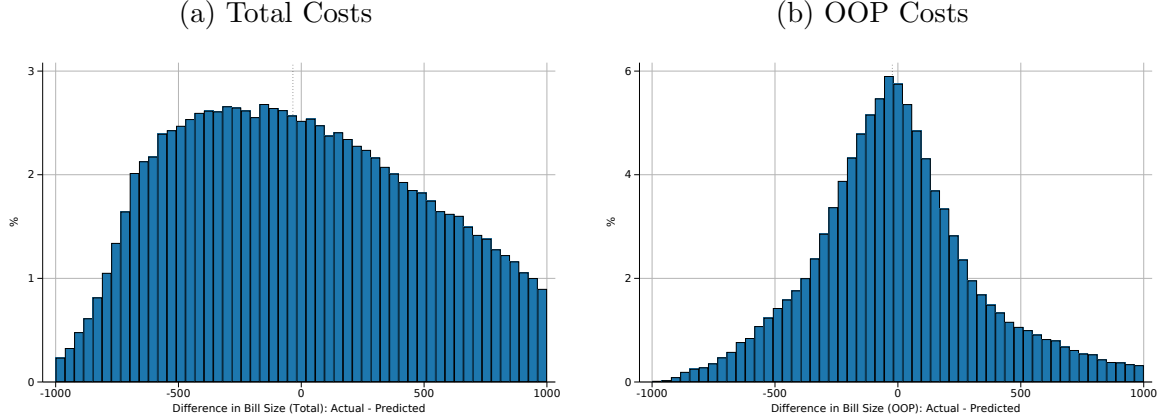 (a) Total Costs
3
2
1
0
%
-1000 -500 0 500 1000
Difference in Bill Size (Total): Actual - Predicted
(b) OOP Costs
6
4
2
0
%
-1000 -500 0 500 1000
Difference in Bill Size (OOP): Actual - Predicted